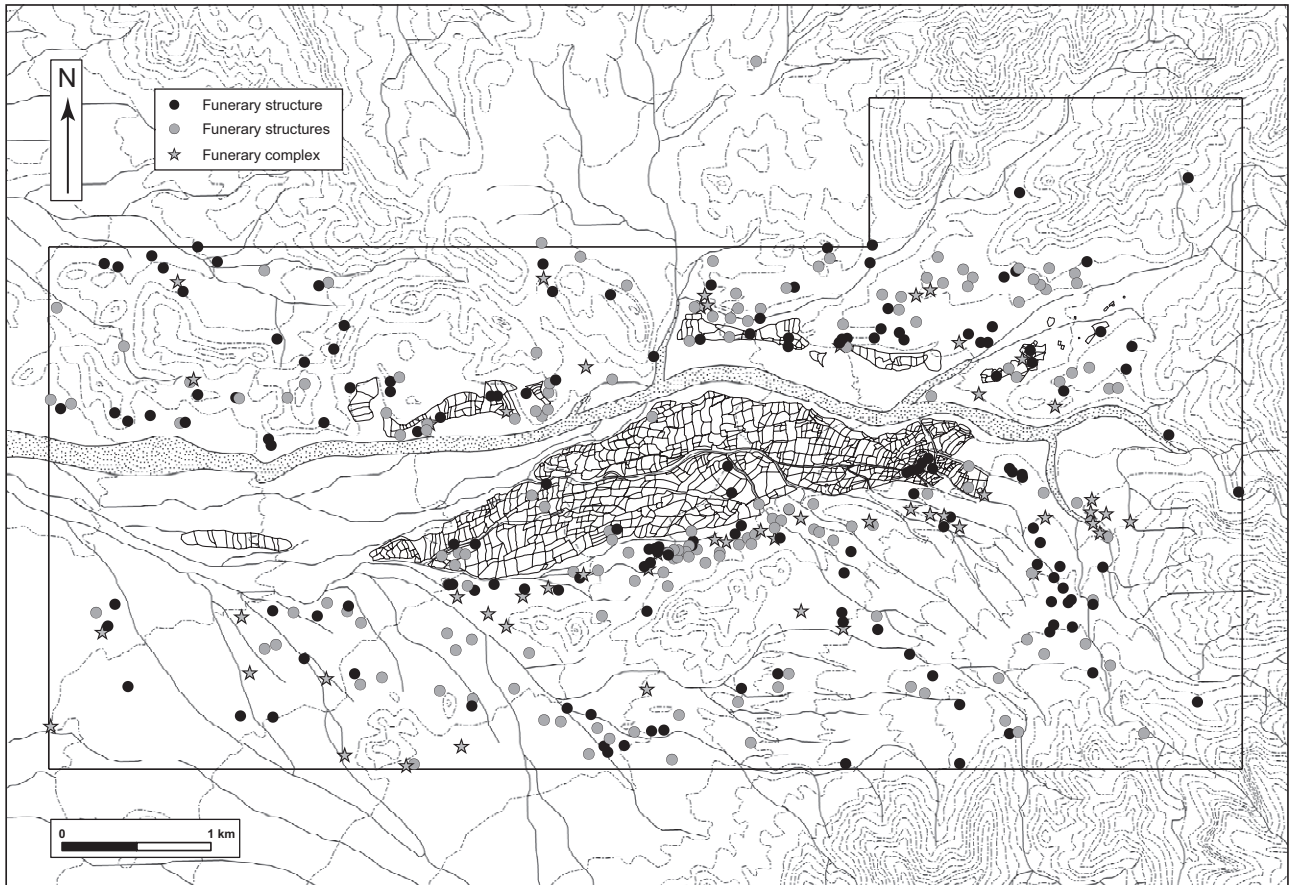 N
Funerary structure
Funerary structures
Funerary complex
0 1 km